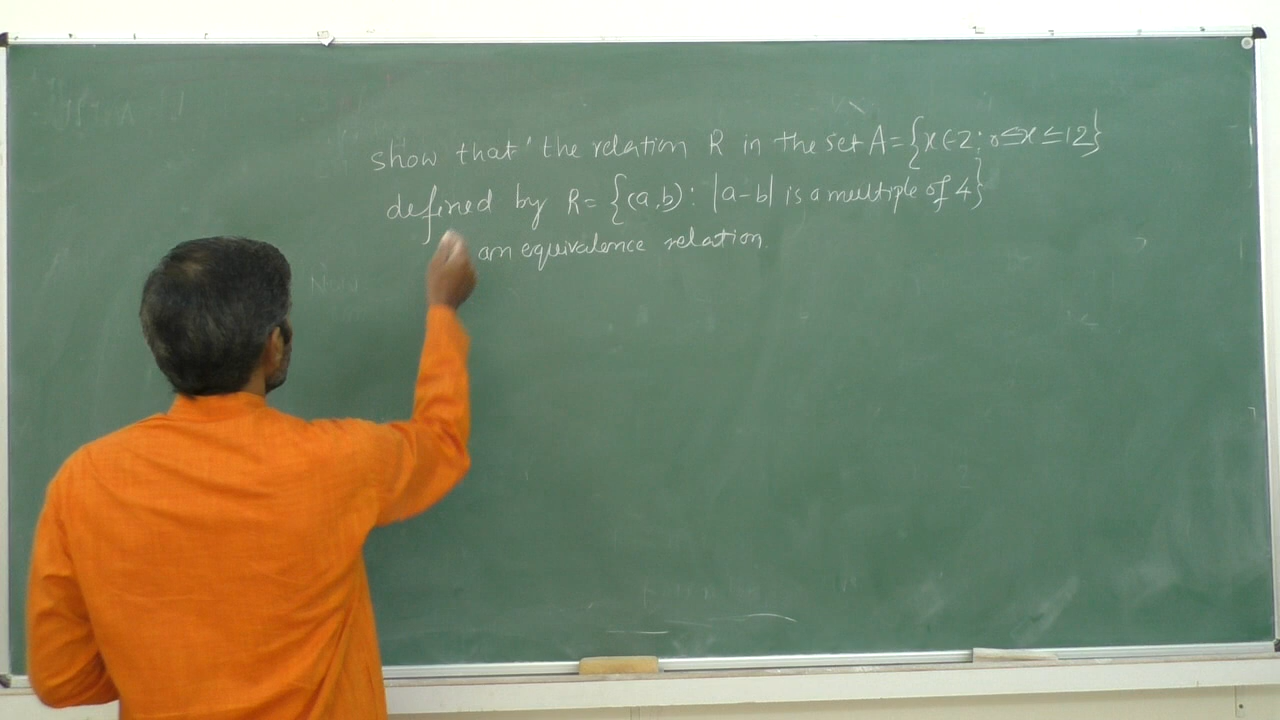 show that the relation R in the set A = {x ∈ Z : 0 ≤ x ≤ 12}
defined by R = {(a, b) : |a - b| is a multiple of 4}
an equivalence relation